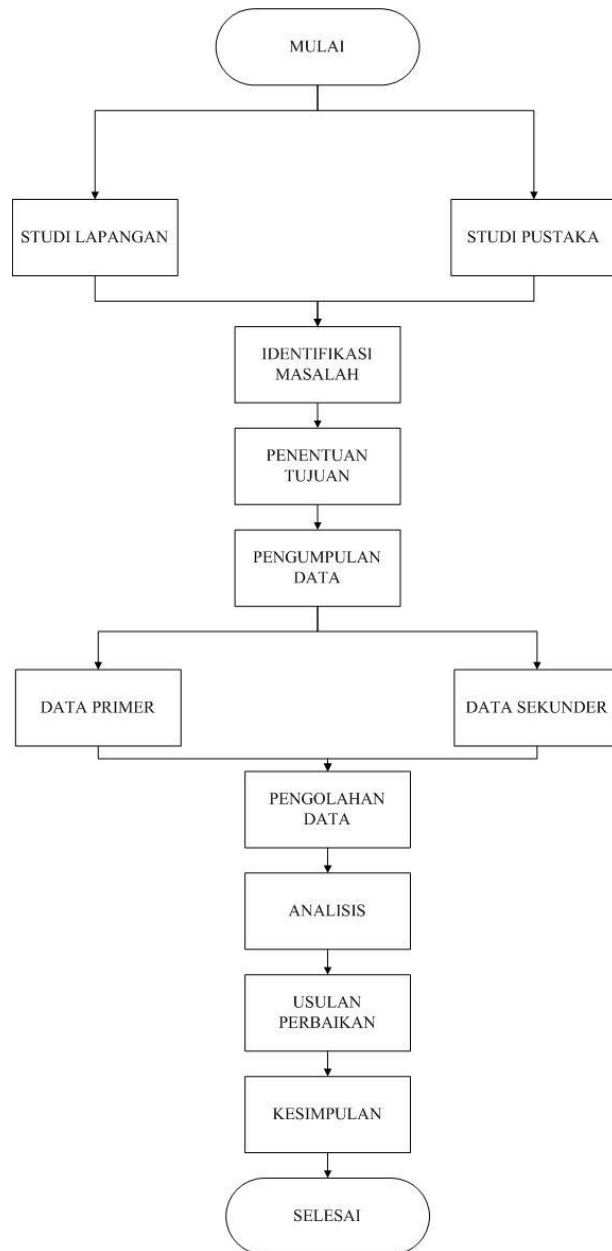 MULAI
STUDI LAPANGAN
STUDI PUSTAKA
IDENTIFIKASI
MASALAH
PENENTUAN
TUJUAN
PENGUMPULAN
DATA
DATA PRIMER
DATA SEKUNDER
PENGOLAHAN
DATA
ANALISIS
USULAN
PERBAIKAN
KESIMPULAN
SELESAI